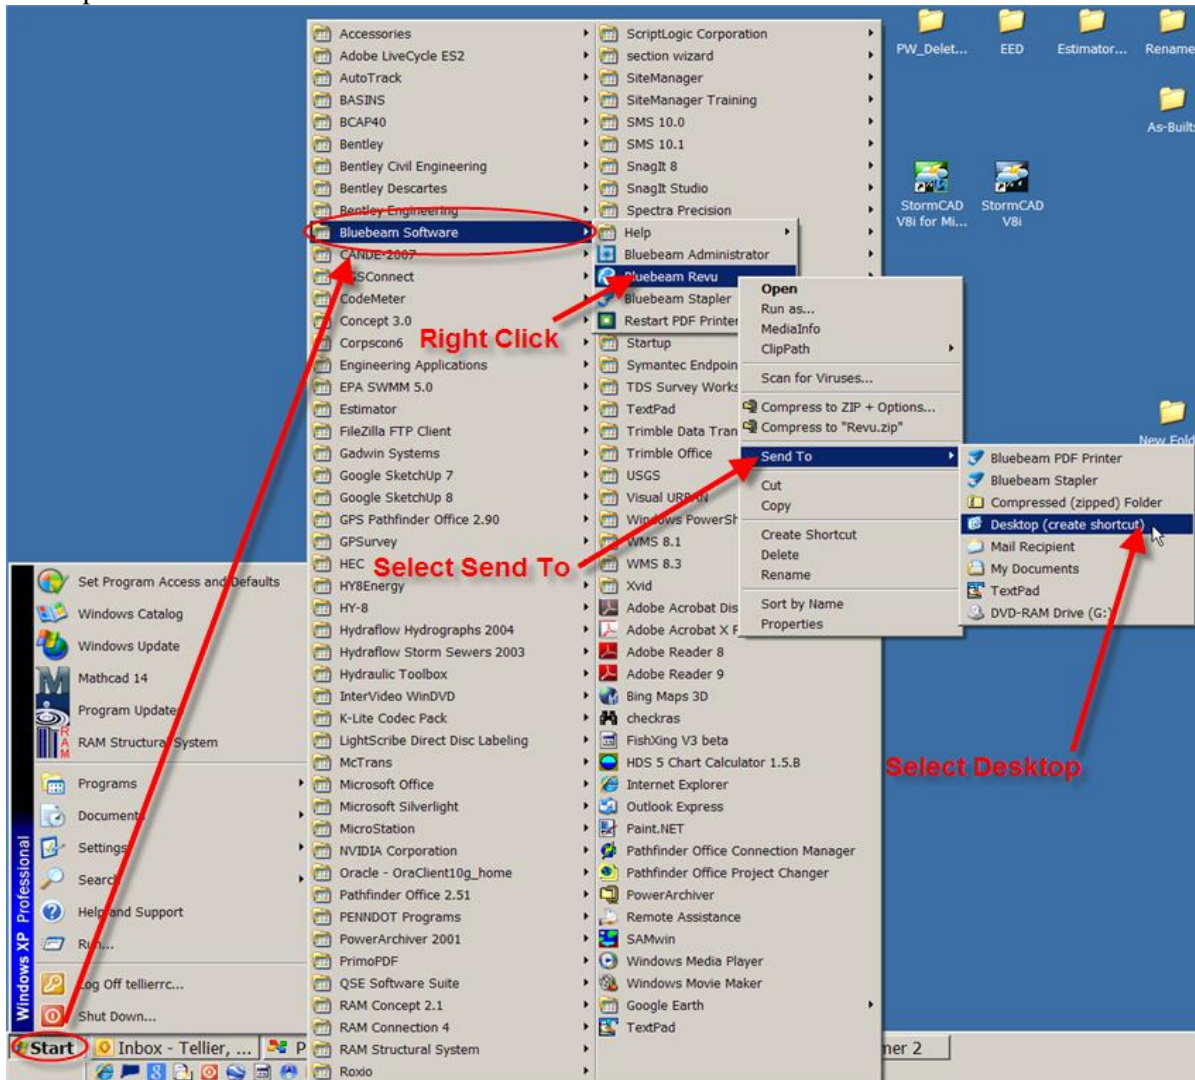 Accessories
Adobe LiveCycle ES2
AutoTrack
BASINS
BCAP40
Bentley
Bentley Civil Engineering
Bentley Descartes
Bentley Engineering
Bluebeam Software
CANDE-2007
CodeMeter
Concept 3.0
Corpscon6
Engineering Applications
EPA SWMM 5.0
Estimator
FileZilla FTP Client
Gadwin Systems
Google SketchUp 7
Google SketchUp 8
GPS Pathfinder Office 2.90
GPSurvey
HEC
HY8Energy
HY-8
Hydraflow Hydrographs 2004
Hydraflow Storm Sewers 2003
Hydraulic Toolbox
InterVideo WinDVD
K-Lite Codec Pack
LightScribe Direct Disc Labeling
McTrans
Microsoft Office
Microsoft Silverlight
MicroStation
NVIDIA Corporation
Oracle - OraClient10g_home
Pathfinder Office 2.51
PENNDOT Programs
PowerArchiver 2001
PrimoPDF
QSE Software Suite
RAM Concept 2.1
RAM Connection 4
RAM Structural System
Roxio
ScriptLogic Corporation
section wizard
SiteManager
SiteManager Training
SMS 10.0
SMS 10.1
SnagIt 8
SnagIt Studio
Spectra Precision
Help
Bluebeam Administrator
Bluebeam Revu
Bluebeam Stapler
Restart PDF Printer
Startup
Symantec Endpoin
TDS Survey Works
TextPad
Trimble Data Tran
Trimble Office
USGS
Visual URBAN
Windows PowerSh
WMS 8.1
WMS 8.3
Xvid
Adobe Acrobat Dis
Adobe Acrobat X P
Adobe Reader 8
Adobe Reader 9
Bing Maps 3D
checkras
FishXing V3 beta
HDS 5 Chart Calculator 1.5.B
Internet Explorer
Outlook Express
Paint.NET
Pathfinder Office Connection Manager
Pathfinder Office Project Changer
PowerArchiver
Remote Assistance
SAMwin
Windows Media Player
Windows Movie Maker
Google Earth
TextPad
Open
Run as...
MediaInfo
ClipPath
Scan for Viruses...
Compress to ZIP + Options...
Compress to "Revu.zip"
Send To
Cut
Copy
Create Shortcut
Delete
Rename
Sort by Name
Properties
Bluebeam PDF Printer
Bluebeam Stapler
Compressed (zipped) Folder
Desktop (create shortcut)
Mail Recipient
My Documents
TextPad
DVD-RAM Drive (G:)
PW_Delet...
EED
Estimator...
Rename
As-Built
StormCAD
V8i for Mi...
StormCAD
V8i
New Fold
Right Click
Select Send To
Select Desktop
Set Program Access and Defaults
Windows Catalog
Windows Update
Mathcad 14
Program Updates
RAM
RAM Structural System
Programs
Documents
Settings
Search
Help and Support
Run...
Log Off tellierrc...
Shut Down...
Windows XP Professional
Start
Inbox - Tellier, ...
P
ner 2